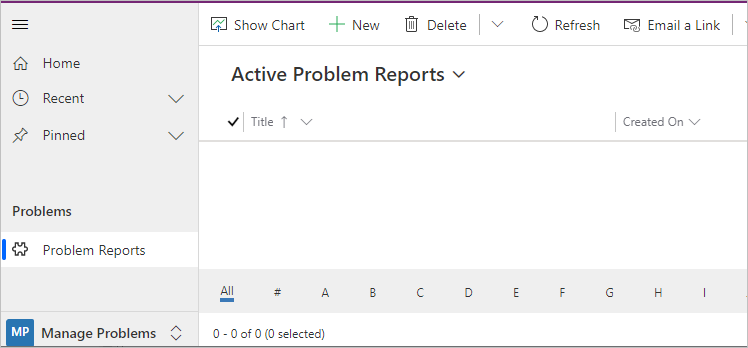 Show Chart New Delete Refresh Email a Link
Home
Recent
Pinned
Problems
Problem Reports
MP Manage Problems
Active Problem Reports
Title ↑ Created On
All # A B C D E F G H I
0 - 0 of 0 (0 selected)